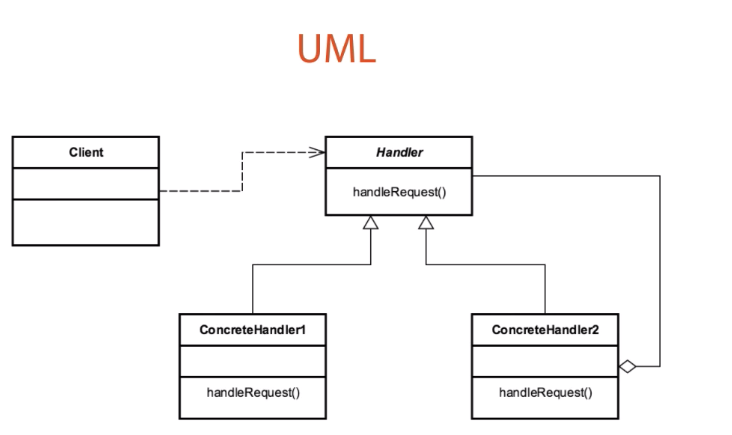 UML
Client
Handler
handleRequest()
ConcreteHandler1
ConcreteHandler2
handleRequest()
handleRequest()